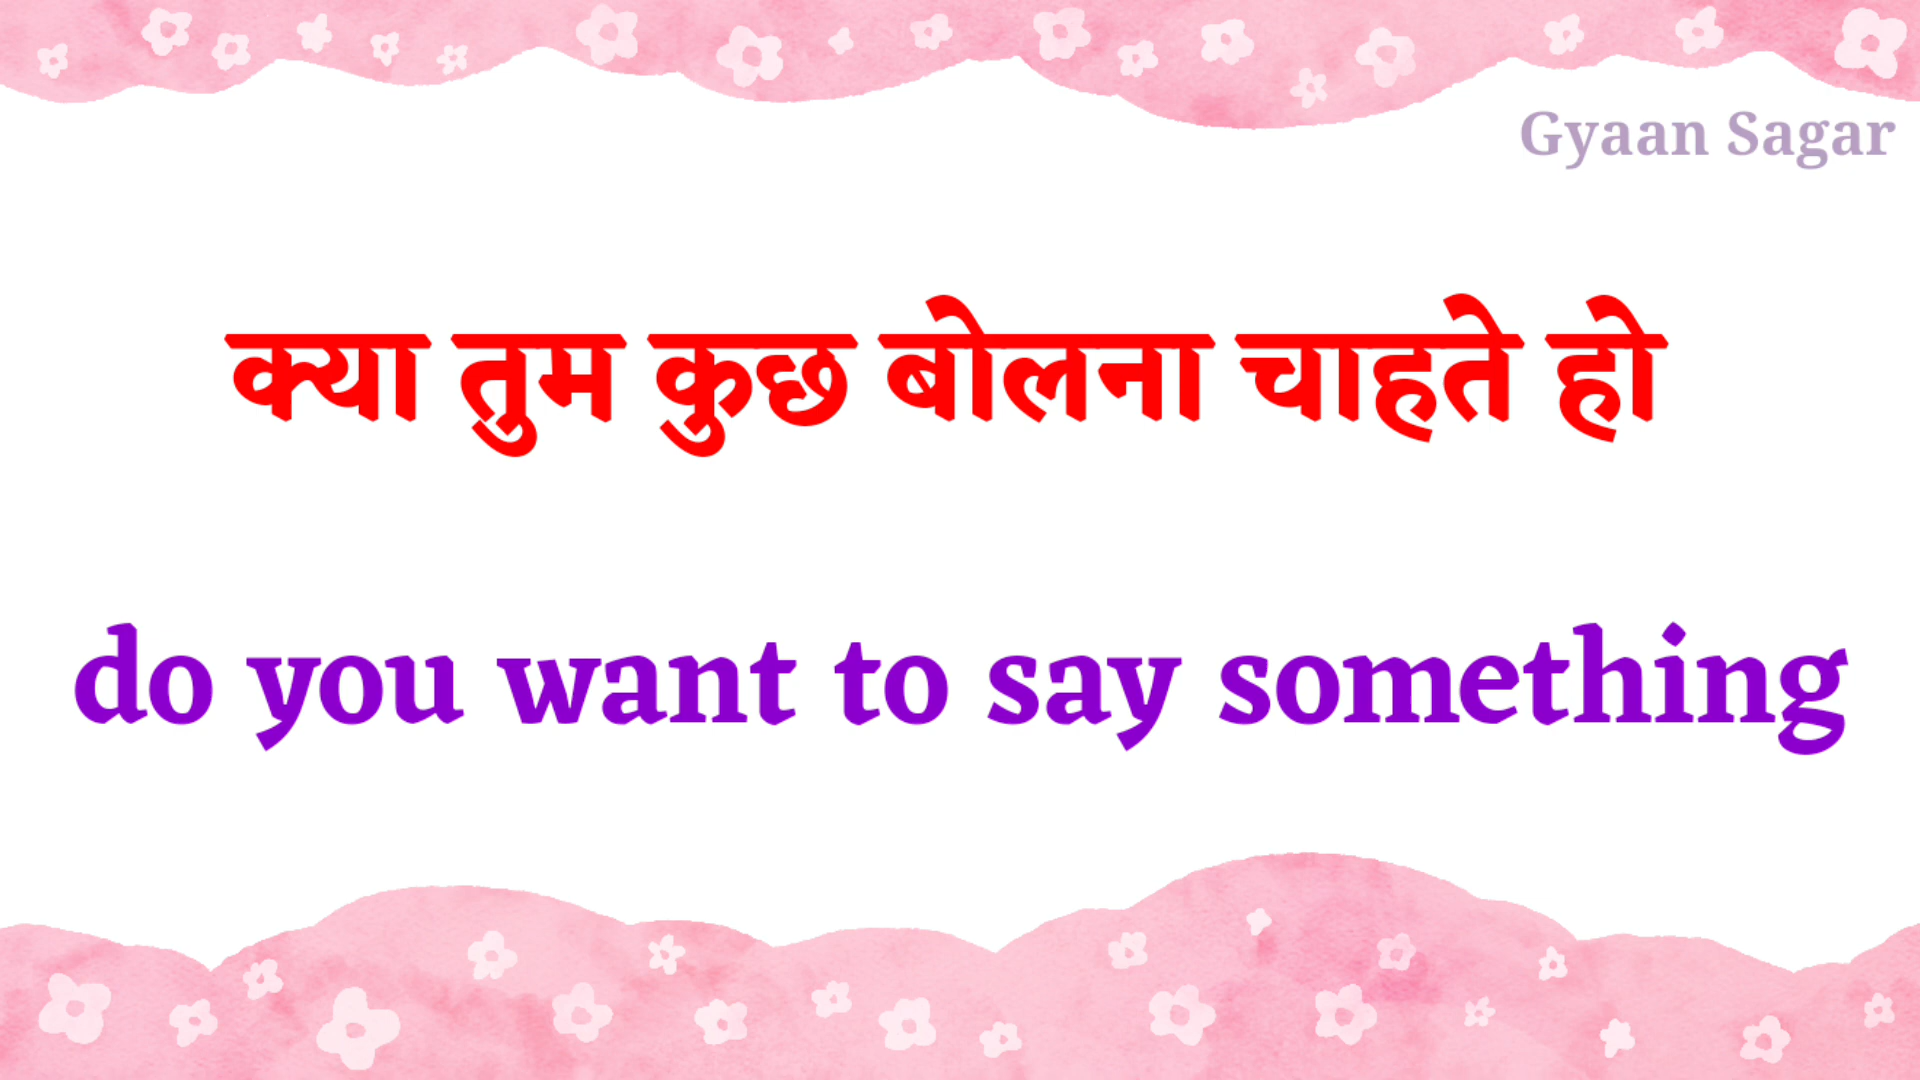 Gyaan Sagar
क्या तुम कुछ बोलना चाहते हो
do you want to say something